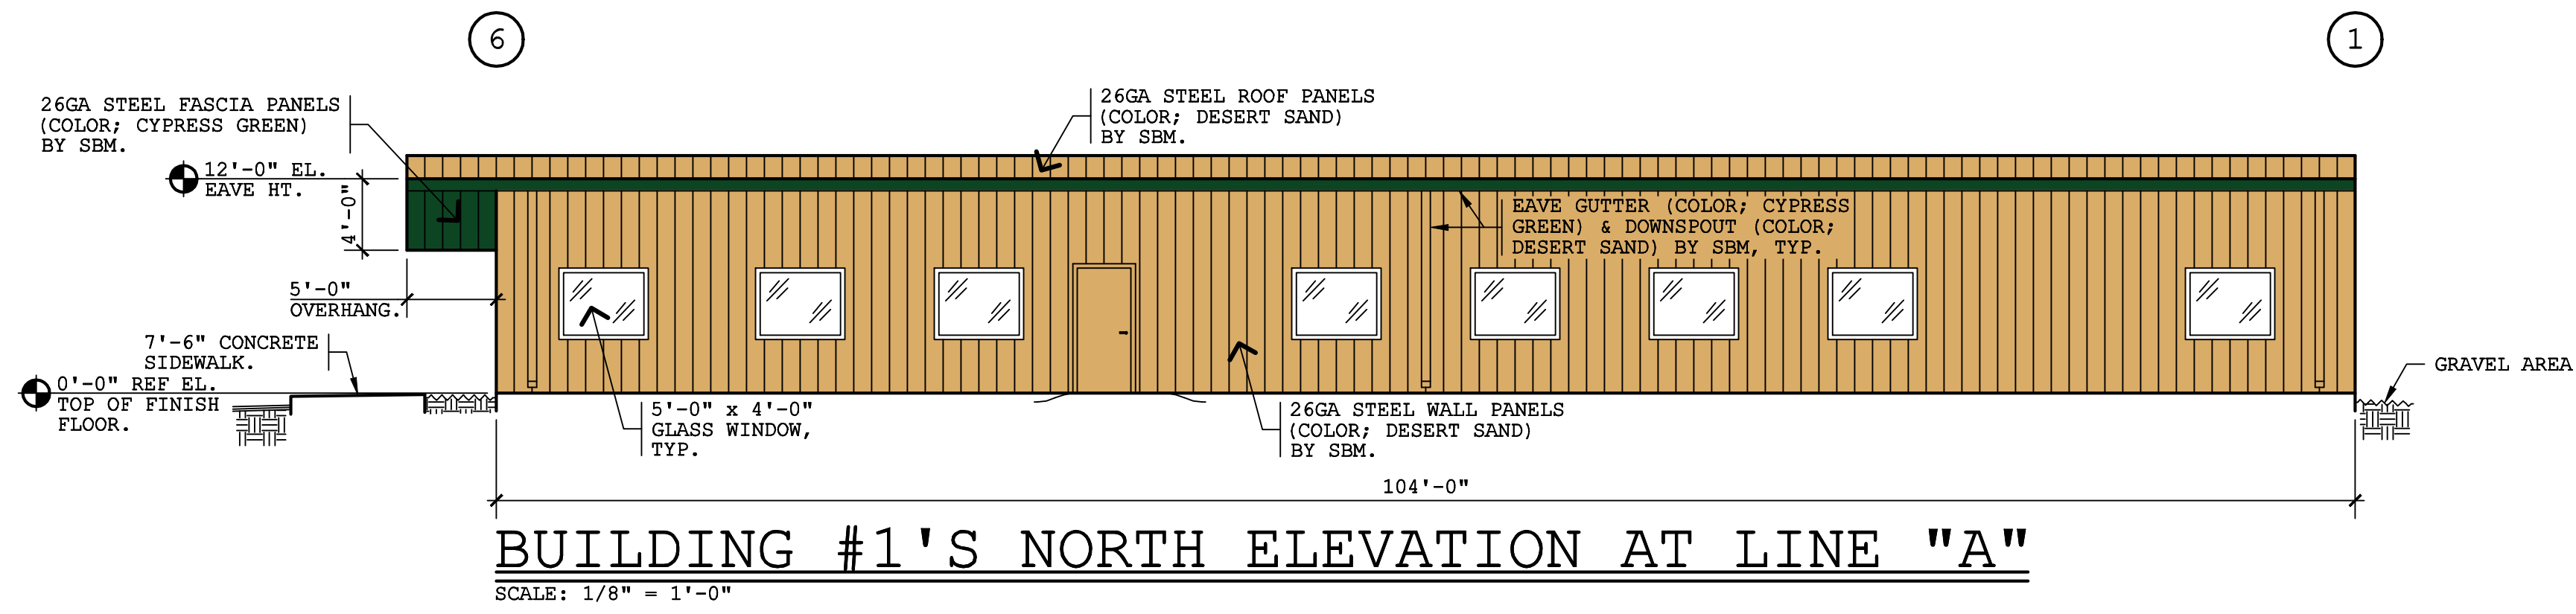 6
1
26GA STEEL FASCIA PANELS
(COLOR; CYPRESS GREEN)
BY SBM.
26GA STEEL ROOF PANELS
(COLOR; DESERT SAND)
BY SBM.
12'-0" EL.
EAVE HT.
4'-0"
EAVE GUTTER (COLOR; CYPRESS
GREEN) & DOWNSPOUT (COLOR;
DESERT SAND) BY SBM, TYP.
5'-0"
OVERHANG.
7'-6" CONCRETE
SIDEWALK.
0'-0" REF EL.
TOP OF FINISH
FLOOR.
GRAVEL AREA
5'-0" x 4'-0"
GLASS WINDOW,
TYP.
26GA STEEL WALL PANELS
(COLOR; DESERT SAND)
BY SBM.
104'-0"
BUILDING #1'S NORTH ELEVATION AT LINE "A"
SCALE: 1/8" = 1'-0"